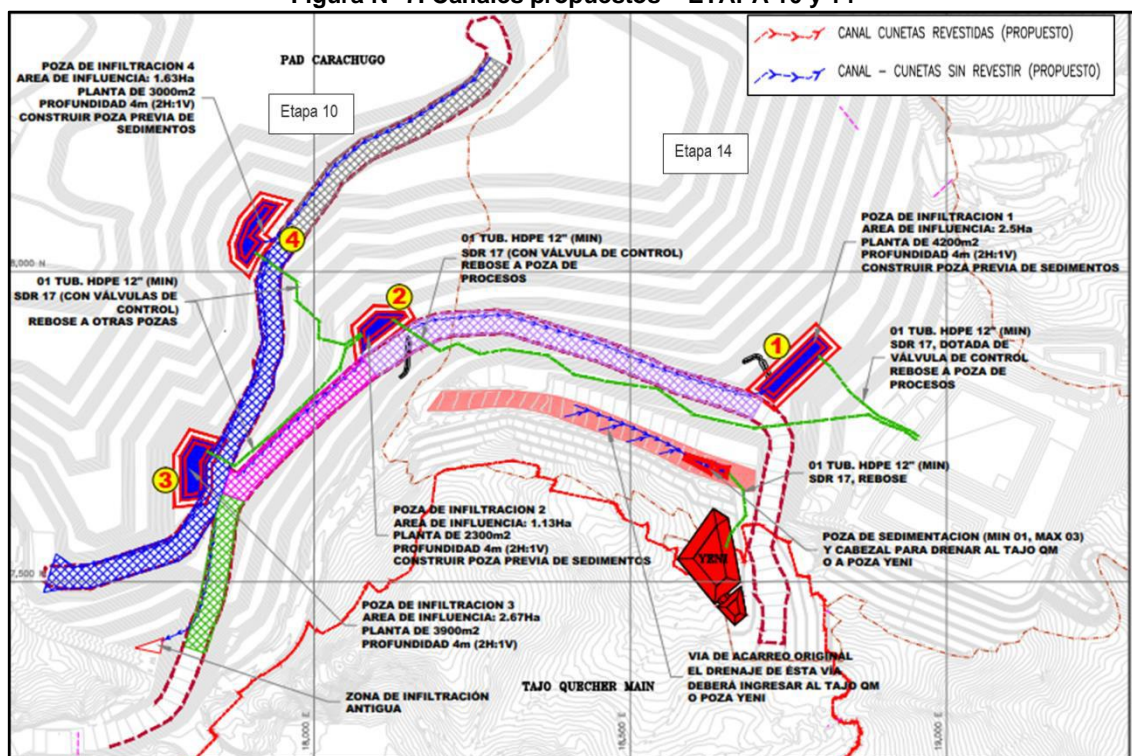 CANAL CUNETAS REVESTIDAS (PROPUESTO)
CANAL – CUNETAS SIN REVESTIR (PROPUESTO)
PAD CARACHUGO
Etapa 10
Etapa 14
POZA DE INFILTRACION 4
AREA DE INFLUENCIA: 1.63Ha
PLANTA DE 3000m2
PROFUNDIDAD 4m (2H:1V)
CONSTRUIR POZA PREVIA DE
SEDIMENTOS
01 TUB. HDPE 12" (MIN)
SDR 17 (CON VÁLVULA DE CONTROL)
REBOSE A POZA DE
PROCESOS
POZA DE INFILTRACION 1
AREA DE INFLUENCIA: 2.5Ha
PLANTA DE 4200m2
PROFUNDIDAD 4m (2H:1V)
CONSTRUIR POZA PREVIA DE SEDIMENTOS
4
01 TUB. HDPE 12" (MIN)
SDR 17 (CON VÁLVULAS DE
CONTROL)
REBOSE A OTRAS POZAS
2
1
01 TUB. HDPE 12" (MIN)
SDR 17, DOTADA DE
VÁLVULA DE CONTROL
REBOSE A POZA DE
PROCESOS
3
01 TUB. HDPE 12" (MIN)
SDR 17, REBOSE
POZA DE INFILTRACION 2
AREA DE INFLUENCIA: 1.13Ha
PLANTA DE 2300m2
PROFUNDIDAD 4m (2H:1V)
CONSTRUIR POZA PREVIA DE SEDIMENTOS
YENI
POZA DE SEDIMENTACION (MIN 01, MAX 03)
Y CABEZAL PARA DRENAR AL TAJO QM
O A POZA YENI
POZA DE INFILTRACION 3
AREA DE INFLUENCIA: 2.67Ha
PLANTA DE 3900m2
PROFUNDIDAD 4m (2H:1V)
ZONA DE INFILTRACIÓN
ANTIGUA
TAJO QUECHER MAIN
VIA DE ACARREO ORIGINAL
EL DRENAJE DE ÉSTA VÍA
DEBERÁ INGRESAR AL TAJO QM
O POZA YENI
18,000 E
18,500 E
19,000 E